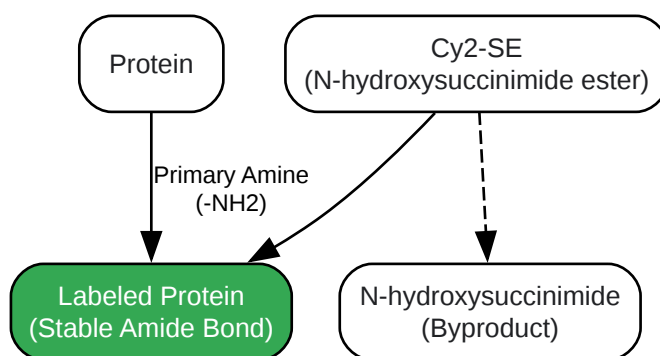 Protein
Cy2-SE
(N-hydroxysuccinimide ester)
Primary Amine
(-NH2)
Labeled Protein
(Stable Amide Bond)
N-hydroxysuccinimide
(Byproduct)